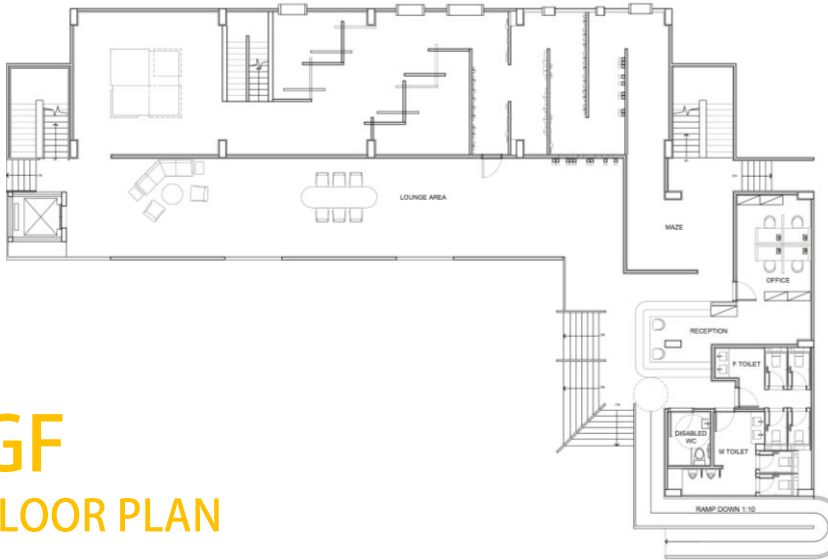 LOUNGE AREA
MAZE
OFFICE
RECEPTION
F TOILET
DISABLED
WC
M TOILET
RAMP DOWN 1:10
GF
LOOR PLAN